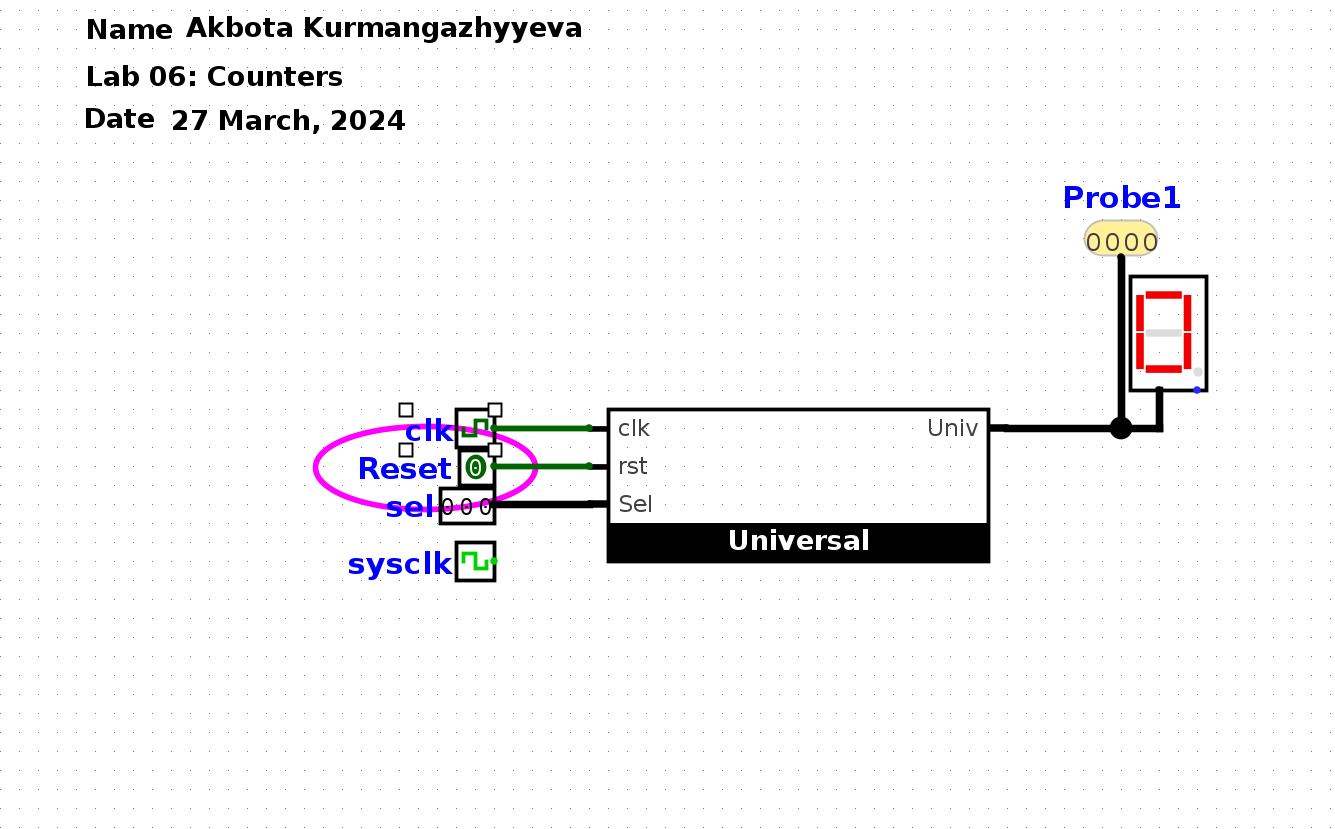 Name Akbota Kurmangazhyyeva
Lab 06: Counters
Date 27 March, 2024
Probe1
0000
0
clk
clk
Univ
Reset
0
rst
sel
000
Sel
Universal
sysclk